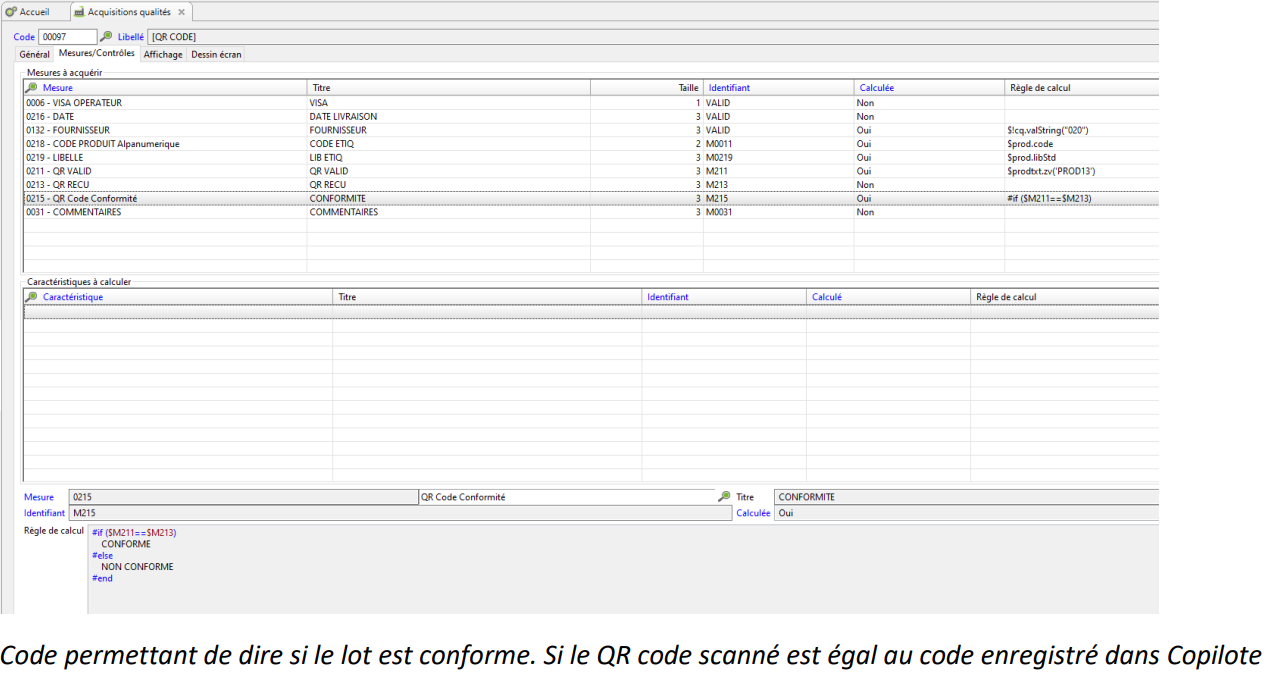 Accueil Acquisitions qualités
Code 00097 Libellé [QR CODE]
Général Mesures/Contrôles Affichage Dessin écran
Mesures à acquérir
Mesure Titre Taille Identifiant Calculée Règle de calcul
0006 - VISA OPERATEUR VISA 1 VALID Non
0216 - DATE DATE LIVRAISON 3 VALID Non
0132 - FOURNISSEUR FOURNISSEUR 3 VALID Oui $!cq.valString("020")
0218 - CODE PRODUIT Alpanumerique CODE ETIQ 2 M0011 Oui $prod.code
0219 - LIBELLE LIB ETIQ 3 M0219 Oui $prod.libStd
0211 - QR VALID QR VALID 3 M211 Oui $prodtxt.zv('PROD13')
0213 - QR RECU QR RECU 3 M213 Non
0215 - QR Code Conformité CONFORMITE 3 M215 Oui #if ($M211==$M213)
0031 - COMMENTAIRES COMMENTAIRES 3 M0031 Non
Caractéristiques à calculer
Caractéristique Titre Identifiant Calculé Règle de calcul
Mesure 0215 QR Code Conformité Titre CONFORMITE
Identifiant M215 Calculée Oui
Règle de calcul #if ($M211==$M213)
CONFORME
#else
NON CONFORME
#end
Code permettant de dire si le lot est conforme. Si le QR code scanné est égal au code enregistré dans Copilote